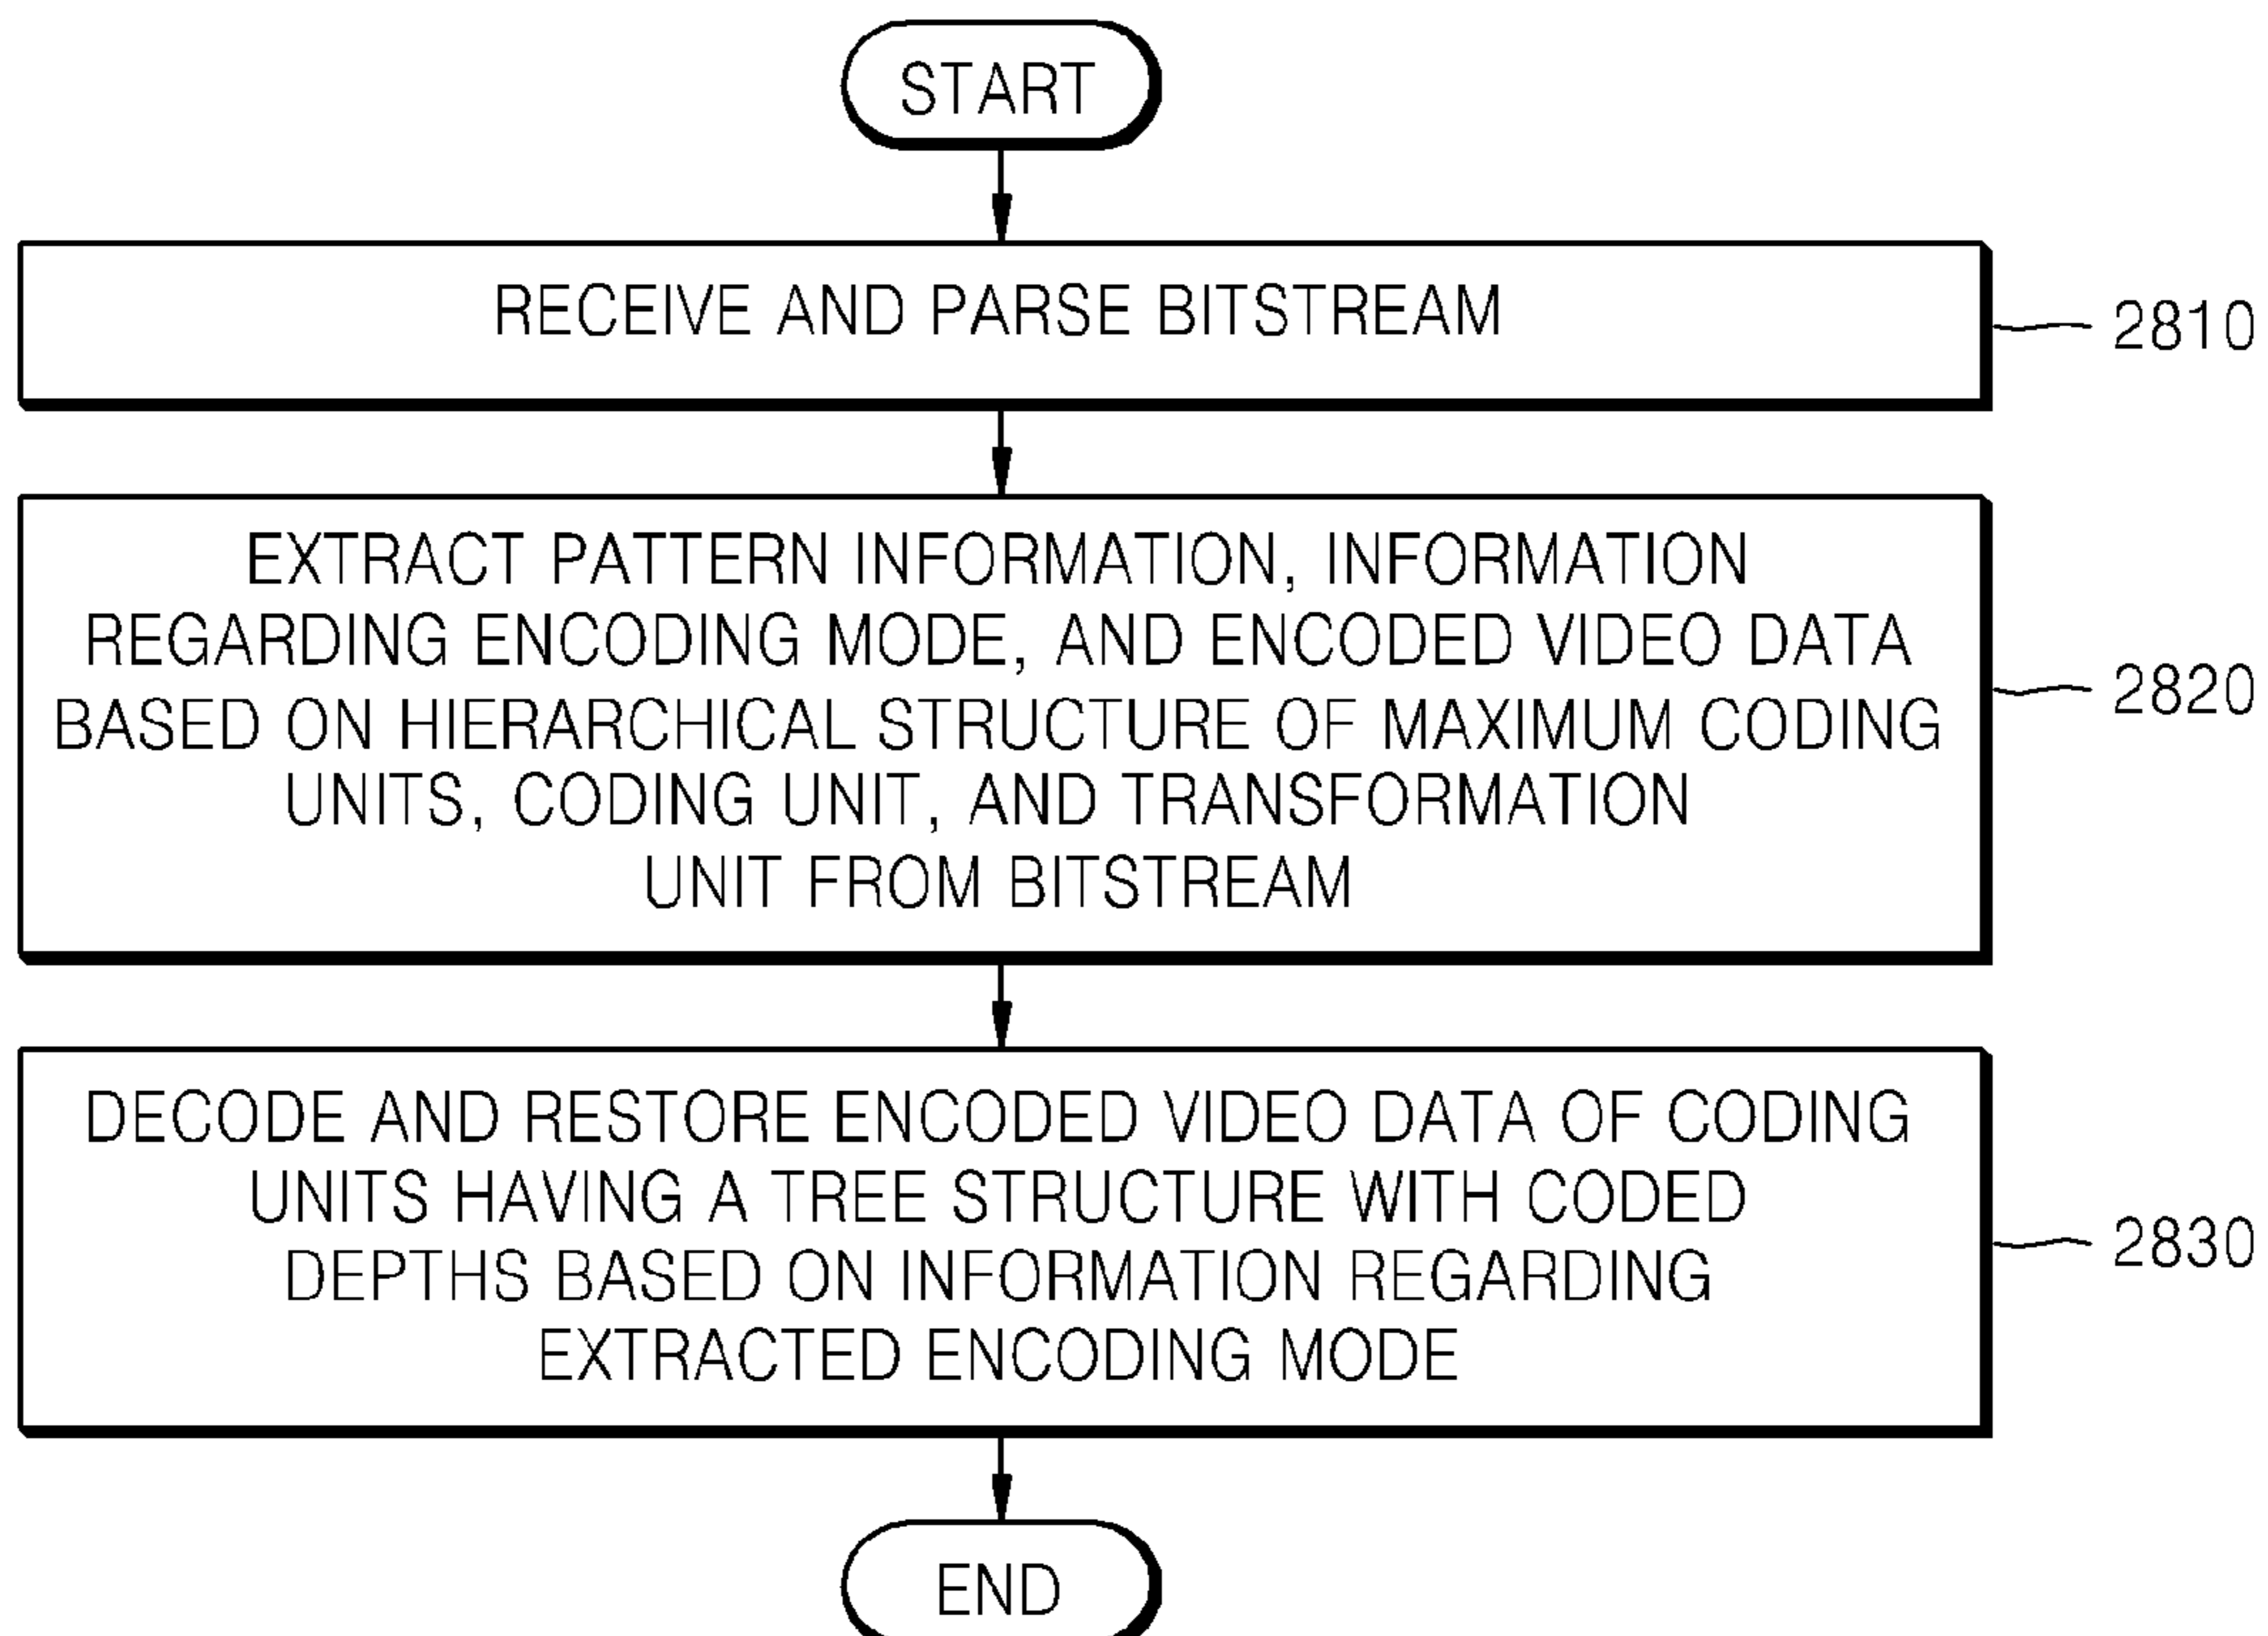 START
RECEIVE AND PARSE BITSTREAM
2810
EXTRACT PATTERN INFORMATION, INFORMATION
REGARDING ENCODING MODE, AND ENCODED VIDEO DATA
BASED ON HIERARCHICAL STRUCTURE OF MAXIMUM CODING
UNITS, CODING UNIT, AND TRANSFORMATION
UNIT FROM BITSTREAM
2820
DECODE AND RESTORE ENCODED VIDEO DATA OF CODING
UNITS HAVING A TREE STRUCTURE WITH CODED
DEPTHS BASED ON INFORMATION REGARDING
EXTRACTED ENCODING MODE
2830
END